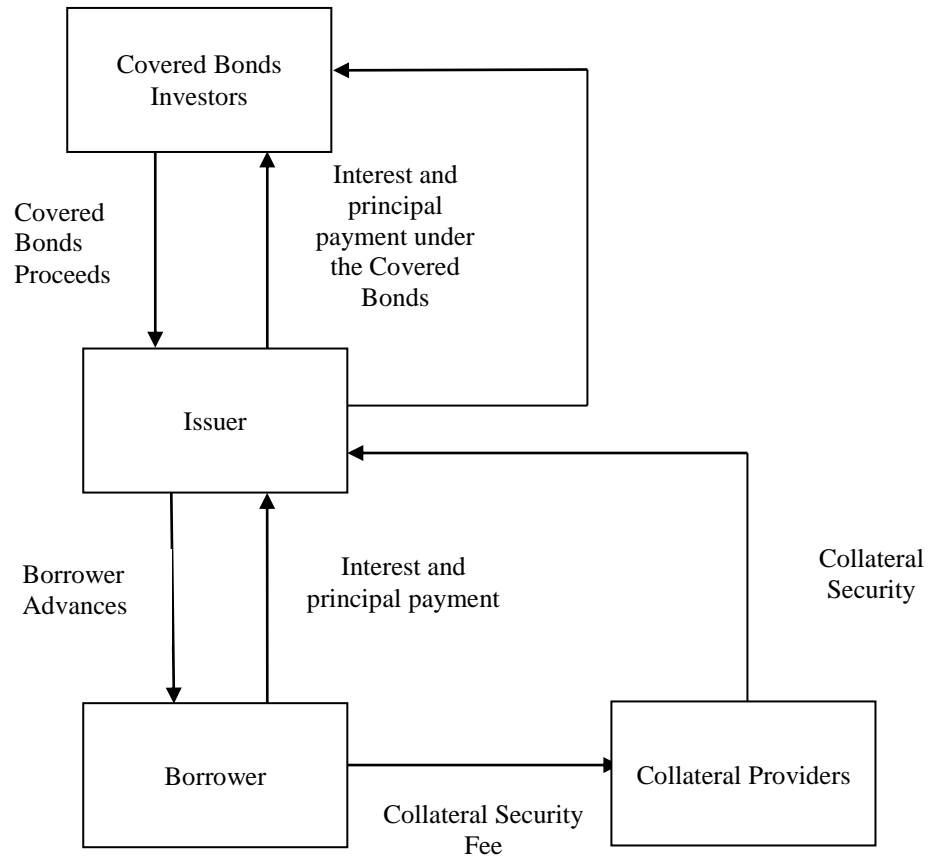 Covered Bonds
Investors
Covered
Bonds
Proceeds
Interest and
principal
payment under
the Covered
Bonds
Issuer
Borrower
Advances
Interest and
principal payment
Collateral
Security
Borrower
Collateral Providers
Collateral Security
Fee